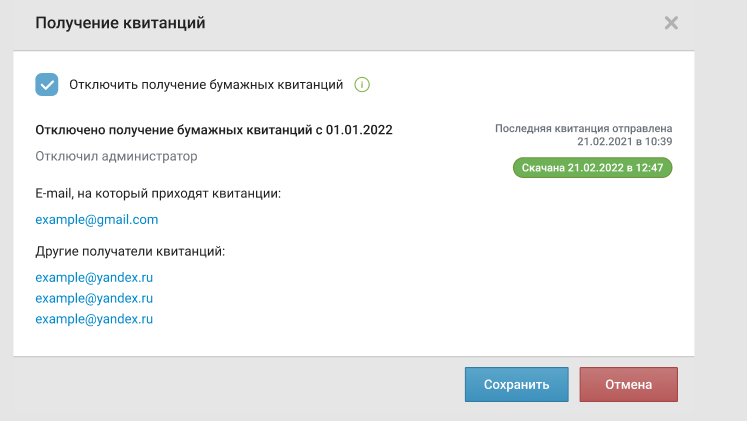 Получение квитанций
Отключить получение бумажных квитанций
Отключено получение бумажных квитанций с 01.01.2022
Отключил администратор
Последняя квитанция отправлена
21.02.2021 в 10:39
Скачана 21.02.2022 в 12:47
E-mail, на который приходят квитанции:
example@gmail.com
Другие получатели квитанций:
example@yandex.ru
example@yandex.ru
example@yandex.ru
Сохранить
Отмена